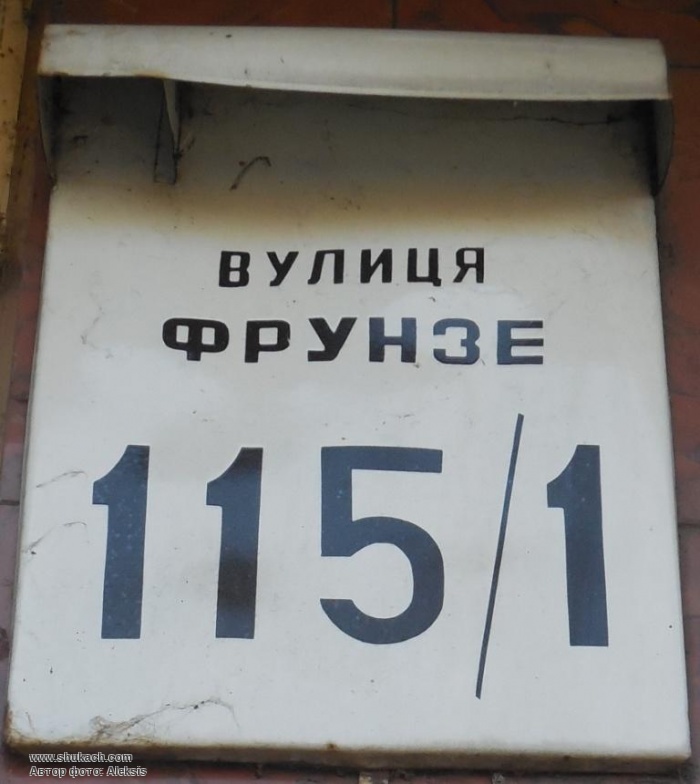 ВУЛИЦЯ
ФРУНЗЕ
115/1
www.shukach.com
Автор фото: Aleksis